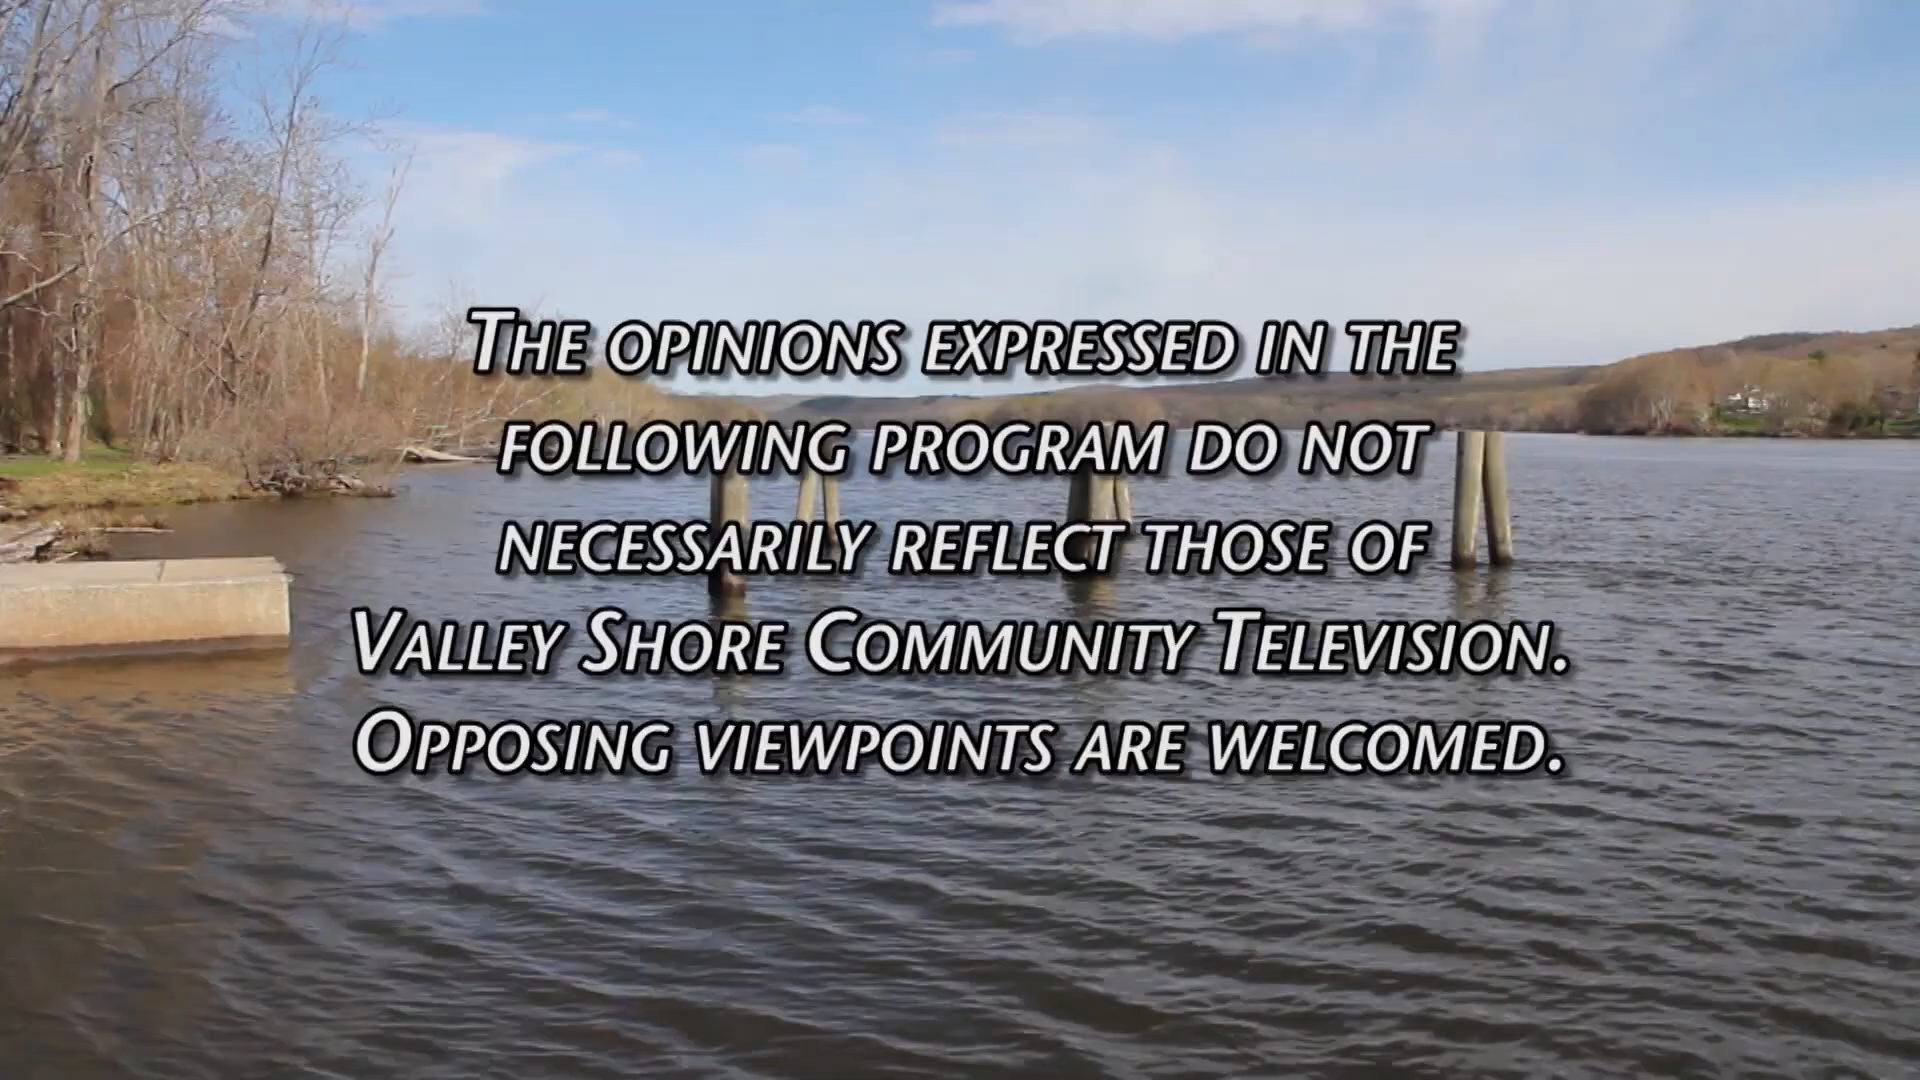 The opinions expressed in the
following program do not
necessarily reflect those of
Valley Shore Community Television.
Opposing viewpoints are welcomed.